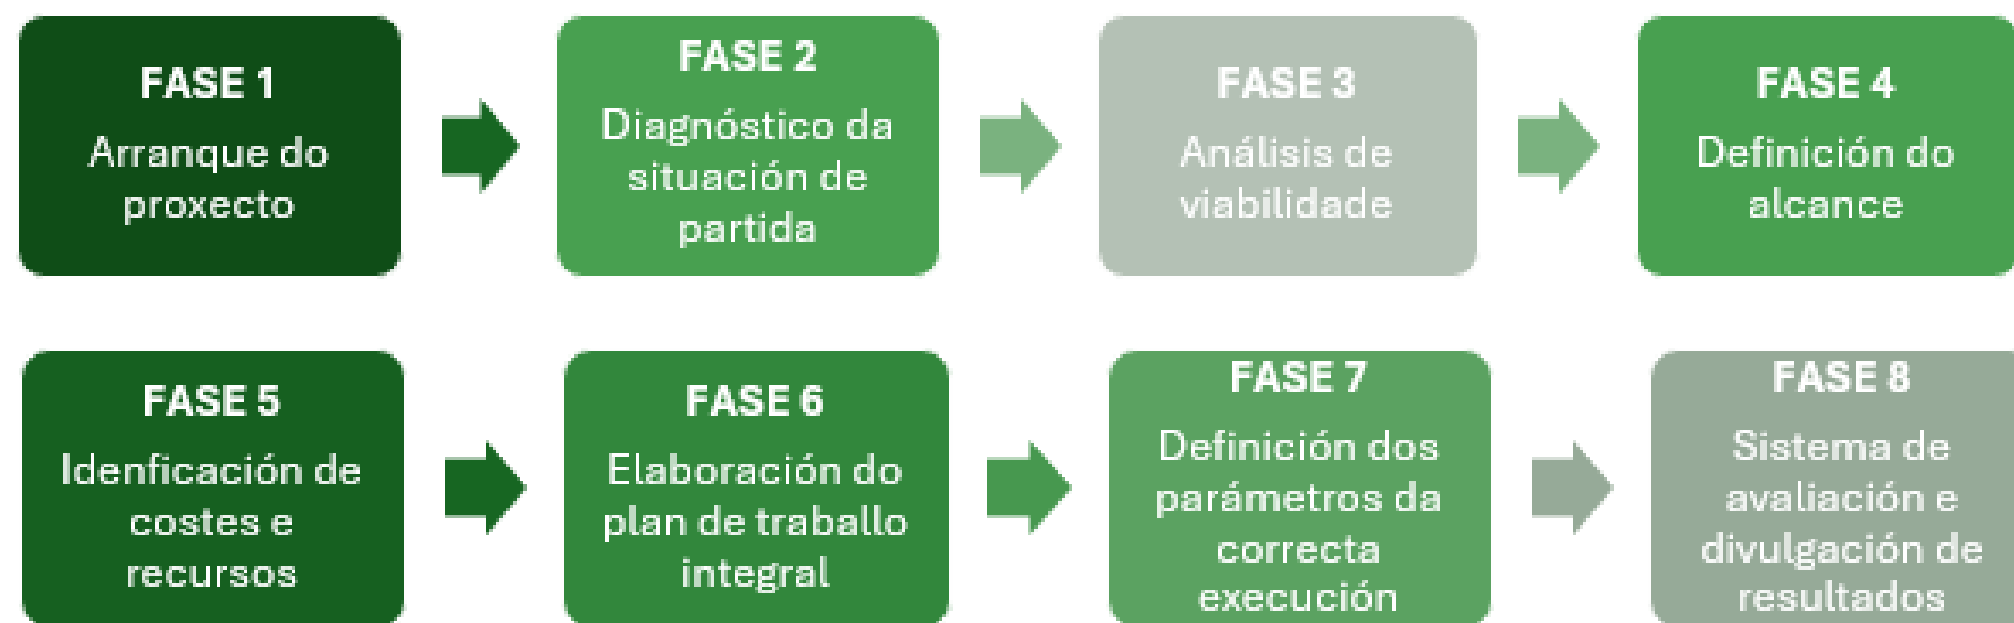 FASE 1
Arranque do
proxecto
FASE 2
Diagnóstico da
situación de
partida
FASE 3
Análisis de
viabilidade
FASE 4
Definición do
alcance
FASE 5
Idenficación de
costes e
recursos
FASE 6
Elaboración do
plan de traballo
integral
FASE 7
Definición dos
parámetros da
correcta
execución
FASE 8
Sistema de
avaliación e
divulgación de
resultados